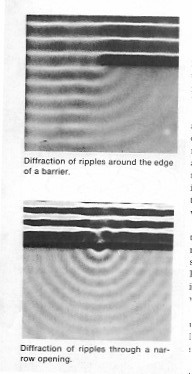 Diffraction of ripples around the edge
of a barrier.
Diffraction of ripples through a nar-
row opening.